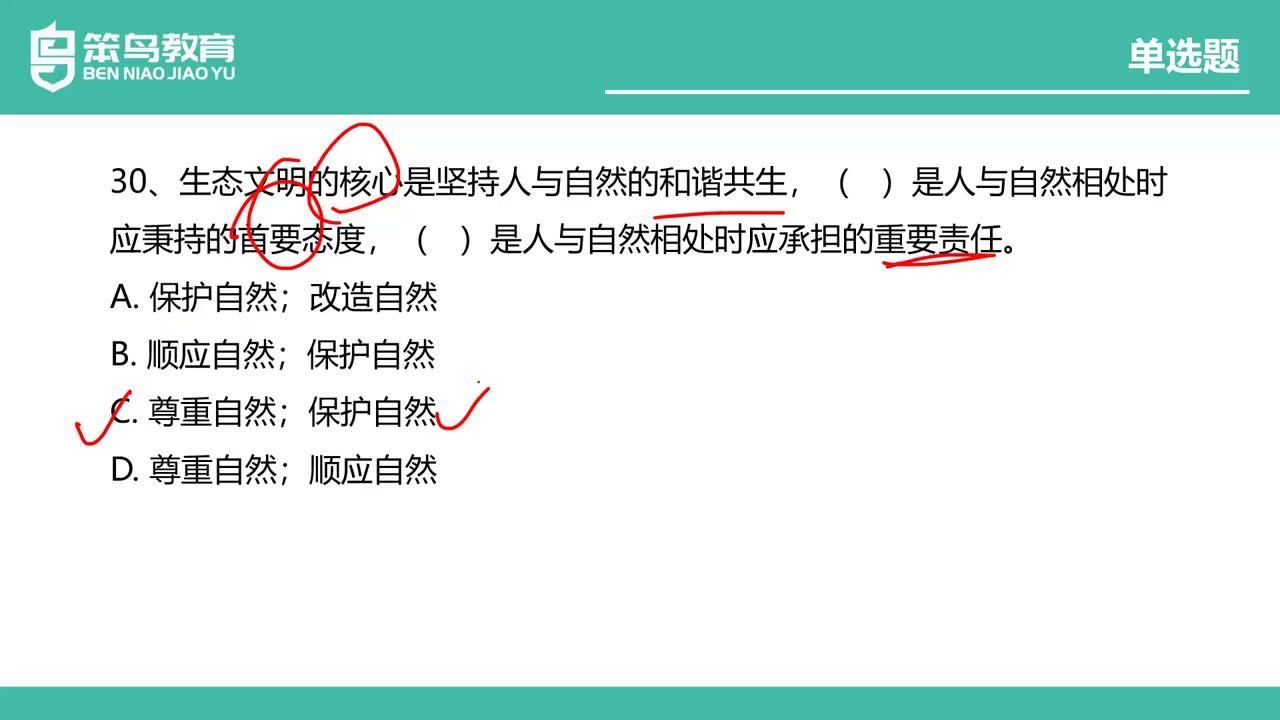 笨鸟教育
BEN NIAO JIAO YU
单选题
30、生态文明的核心是坚持人与自然的和谐共生，（ ）是人与自然相处时
应秉持的首要态度，（ ）是人与自然相处时应承担的重要责任。
A. 保护自然；改造自然
B. 顺应自然；保护自然
C. 尊重自然；保护自然
D. 尊重自然；顺应自然